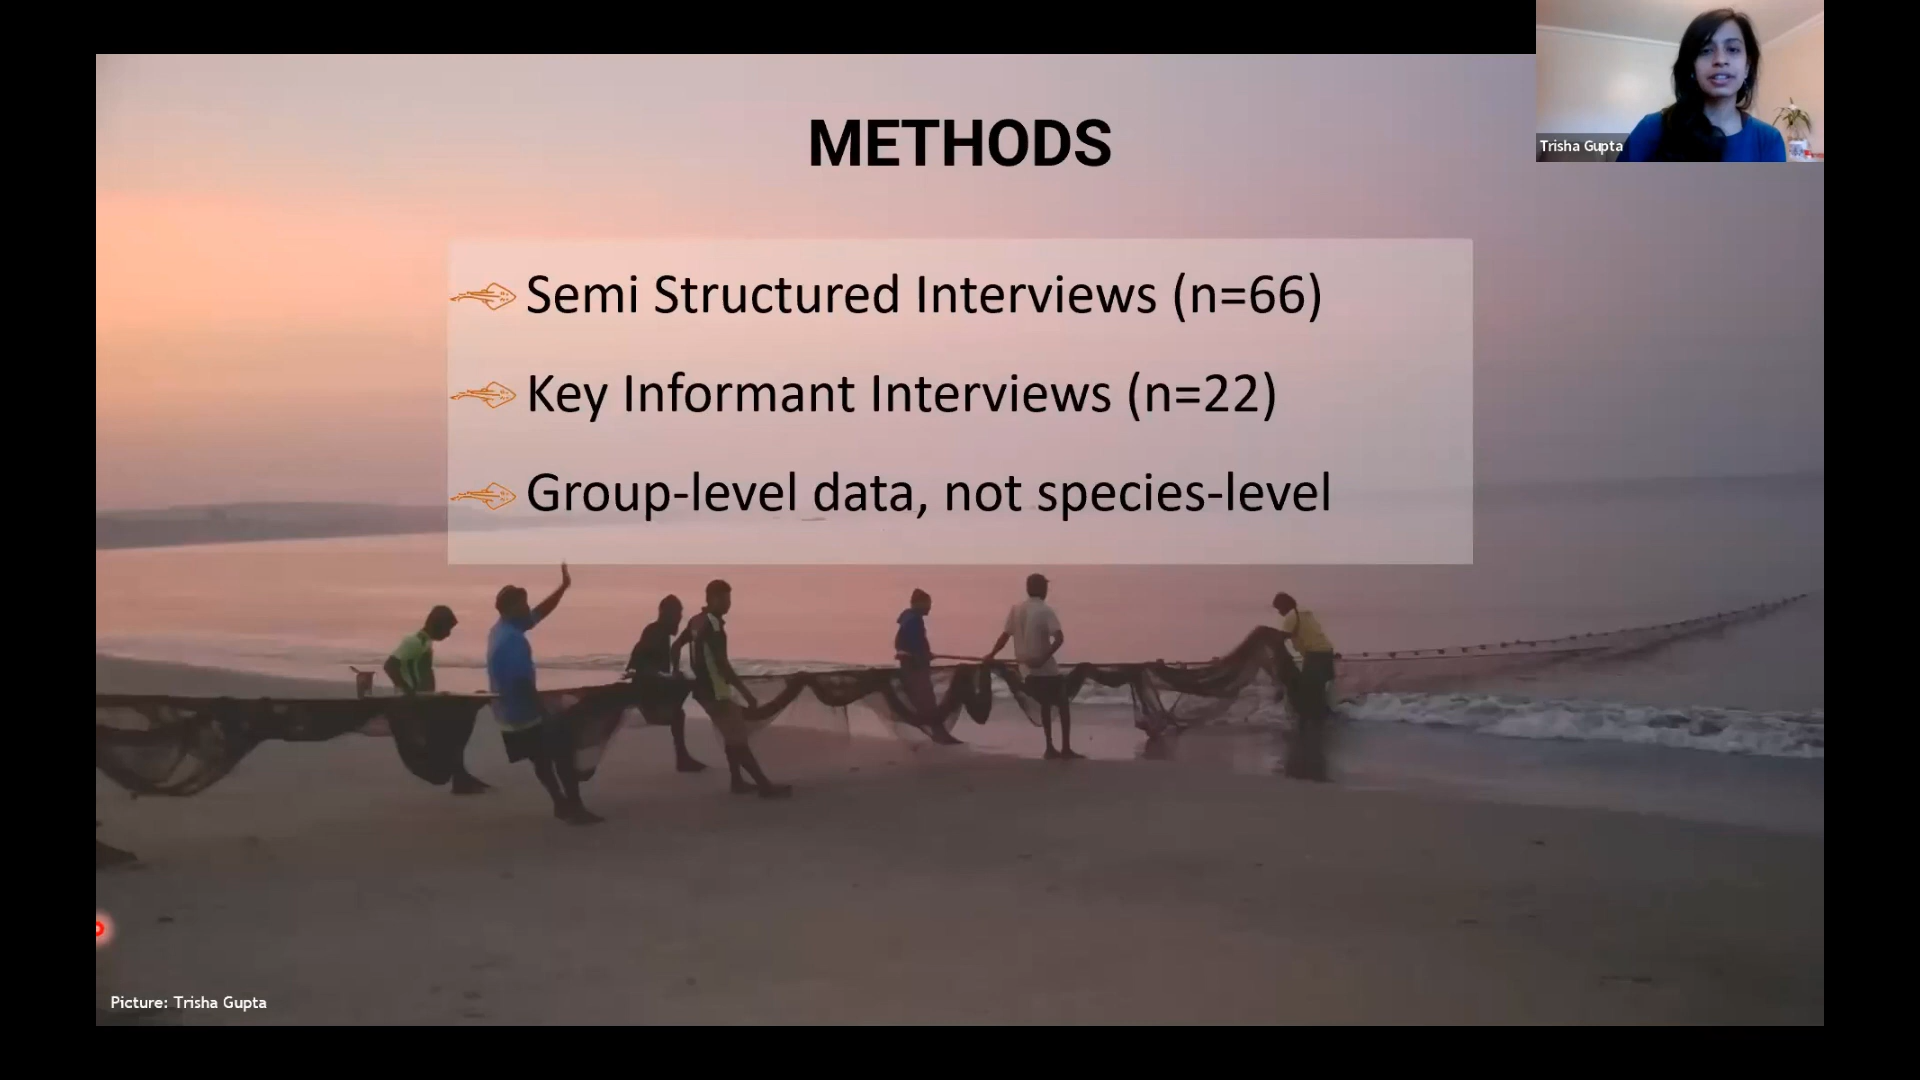 METHODS
Trisha Gupta
Semi Structured Interviews (n=66)
Key Informant Interviews (n=22)
Group-level data, not species-level
Picture: Trisha Gupta